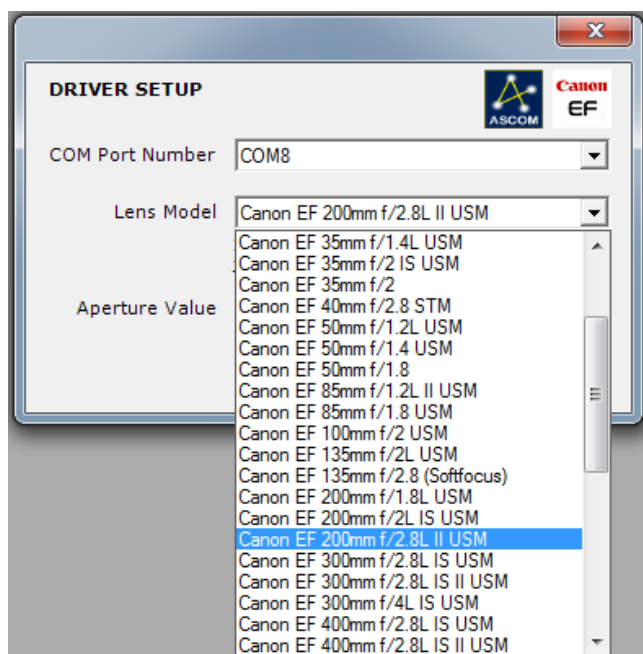 DRIVER SETUP
ASCOM
Canon
EF
COM Port Number
COM8
Lens Model
Canon EF 200mm f/2.8L II USM
Canon EF 35mm f/1.4L USM
Canon EF 35mm f/2 IS USM
Canon EF 35mm f/2
Canon EF 40mm f/2.8 STM
Aperture Value
Canon EF 50mm f/1.2L USM
Canon EF 50mm f/1.4 USM
Canon EF 50mm f/1.8
Canon EF 85mm f/1.2L II USM
Canon EF 85mm f/1.8 USM
Canon EF 100mm f/2 USM
Canon EF 135mm f/2L USM
Canon EF 135mm f/2.8 (Softfocus)
Canon EF 200mm f/1.8L USM
Canon EF 200mm f/2L IS USM
Canon EF 200mm f/2.8L II USM
Canon EF 300mm f/2.8L IS USM
Canon EF 300mm f/2.8L IS II USM
Canon EF 300mm f/4L IS USM
Canon EF 400mm f/2.8L IS USM
Canon EF 400mm f/2.8L IS II USM